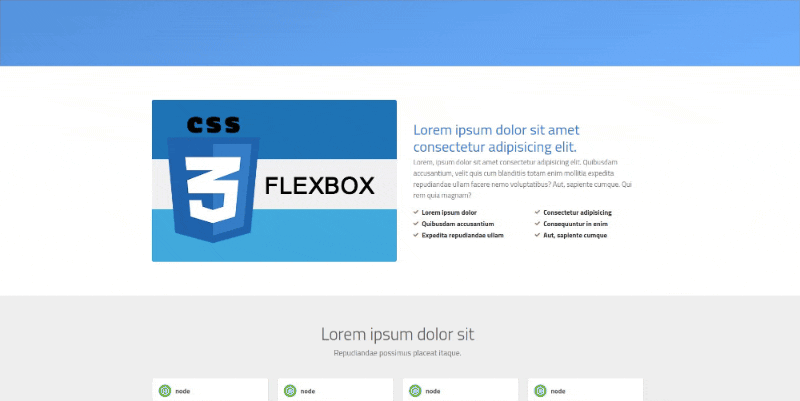 CSS
3
FLEXBOX
Lorem ipsum dolor sit amet
consectetur adipisicing elit.
Lorem, ipsum dolor sit amet consectetur adipisicing elit. Quibusdam
accusantium, velit quis cum blanditiis totam enim mollitia expedita
repudiandae ullam facere nemo voluptatibus? Aut, sapiente cumque. Qui
rem quia magnam?
Lorem ipsum dolor
Consectetur adipisicing
Quibusdam accusantium
Consequuntur in enim
Expedita repudiandae ullam
Aut, sapiente cumque
Lorem ipsum dolor sit
Repudiandae possimus placeat itaque.
node
node
node
node